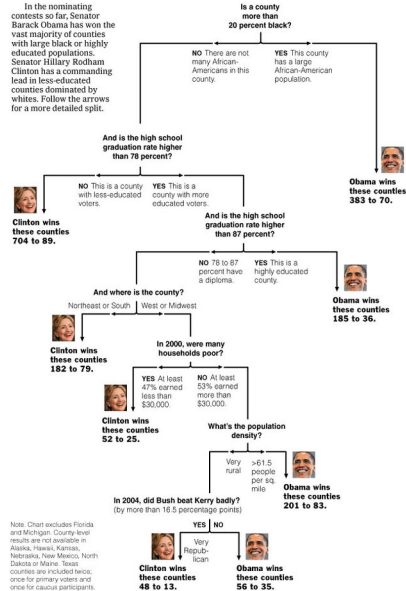 In the nominating
contests so far, Senator
Barack Obama has won the
vast majority of counties
with large black or highly
educated populations.
Senator Hillary Rodham
Clinton has a commanding
lead in less-educated
counties dominated by
whites. Follow the arrows
for a more detailed split.
Is a county
more than
20 percent black?
NO There are not
many African-
Americans in this
county.
YES This county
has a large
African-American
population.
And is the high school
graduation rate higher
than 78 percent?
Obama wins
these counties
383 to 70.
NO This is a county
with less-educated
voters.
YES This is a
county with more
educated voters.
Clinton wins
these counties
704 to 89.
And is the high school
graduation rate higher
than 87 percent?
NO 78 to 87
percent have
a diploma.
YES This is a
highly educated
county.
And where is the county?
Northeast or South
West or Midwest
Obama wins
these counties
185 to 36.
Clinton wins
these counties
182 to 79.
In 2000, were many
households poor?
YES At least
47% earned
less than
$30,000
NO At least
53% earned
more than
$30,000.
Clinton wins
these counties
52 to 25.
What's the population
density?
Very
rural
>61.5
people
per sq.
mile
Obama wins
these counties
201 to 83.
In 2004, did Bush beat Kerry badly?
(by more than 16.5 percentage points)
YES
NO
Very
Repub-
lican
Clinton wins
these counties
48 to 13.
Obama wins
these counties
56 to 35.
Note. Chart excludes Florida
and Michigan. County-level
results are not available in
Alaska, Hawaii, Kansas,
Nebraska, New Mexico, North
Dakota or Maine. Texas
counties are included twice,
once for primary voters and
once for caucus participants.